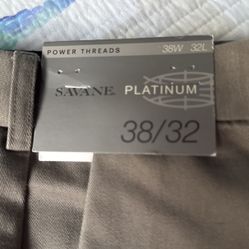 POWER THREADS 38W 32L
SAVANE PLATINUM
38/32